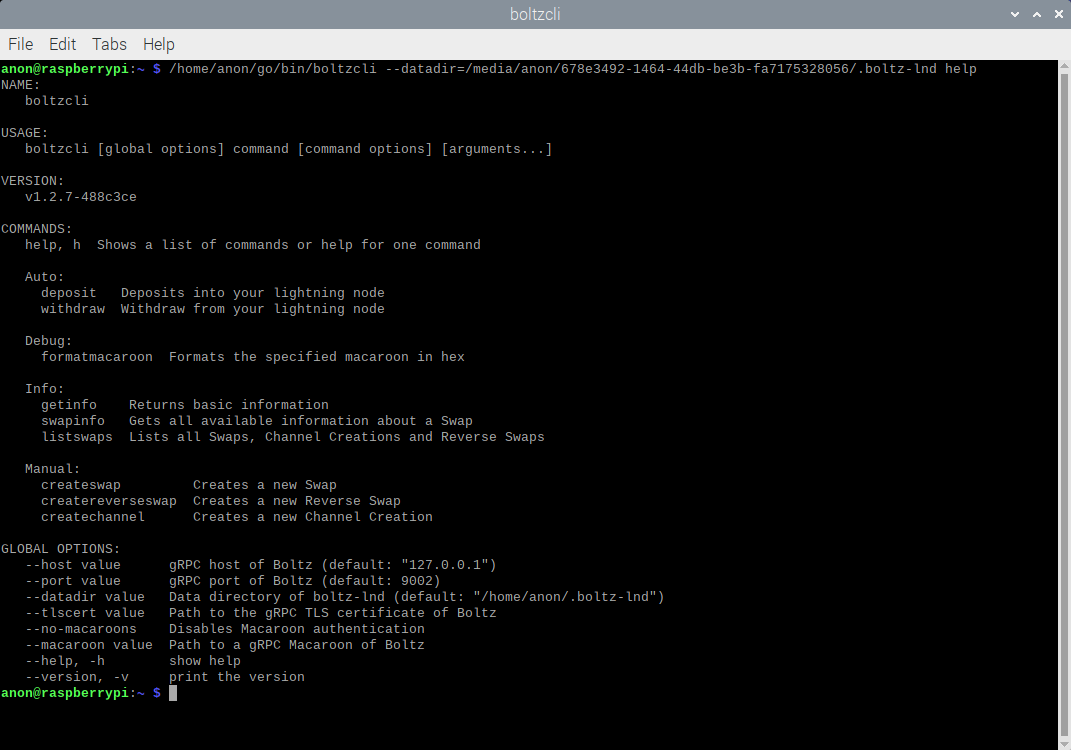 boltzcli
File Edit Tabs Help
anon@raspberrypi:~ $ /home/anon/go/bin/boltzcli --datadir=/media/anon/678e3492-1464-44db-be3b-fa7175328056/.boltz-lnd help
NAME:
   boltzcli

USAGE:
   boltzcli [global options] command [command options] [arguments...]

VERSION:
   v1.2.7-488c3ce

COMMANDS:
   help, h  Shows a list of commands or help for one command

   Auto:
     deposit   Deposits into your lightning node
     withdraw  Withdraw from your lightning node

   Debug:
     formatmacaroon  Formats the specified macaroon in hex

   Info:
     getinfo    Returns basic information
     swapinfo   Gets all available information about a Swap
     listswaps  Lists all Swaps, Channel Creations and Reverse Swaps

   Manual:
     createswap         Creates a new Swap
     createreverseswap  Creates a new Reverse Swap
     createchannel      Creates a new Channel Creation

GLOBAL OPTIONS:
   --host value      gRPC host of Boltz (default: "127.0.0.1")
   --port value      gRPC port of Boltz (default: 9002)
   --datadir value   Data directory of boltz-lnd (default: "/home/anon/.boltz-lnd")
   --tlscert value   Path to the gRPC TLS certificate of Boltz
   --no-macaroons    Disables Macaroon authentication
   --macaroon value  Path to a gRPC Macaroon of Boltz
   --help, -h        show help
   --version, -v     print the version
anon@raspberrypi:~ $